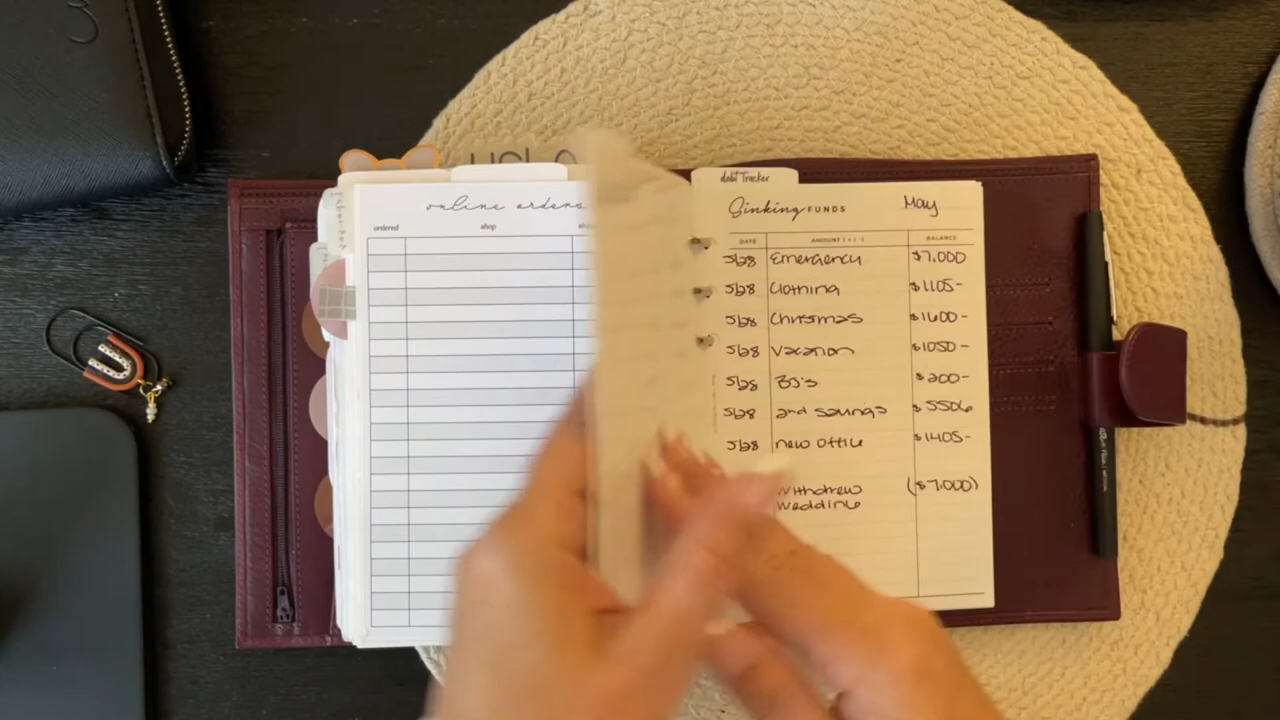 online orders
ordered shop
debt Tracker
Sinking FUNDS May
DATE AMOUNT (+/-) BALANCE
5/28 Emergency $7,000
5/28 Clothing $1105-
5/28 Christmas $1600-
5/28 Vacation $1050-
5/28 BJ's $200-
5/28 2nd savings $5506
5/28 new office $1405-
withdrew ($7,000)
wedding